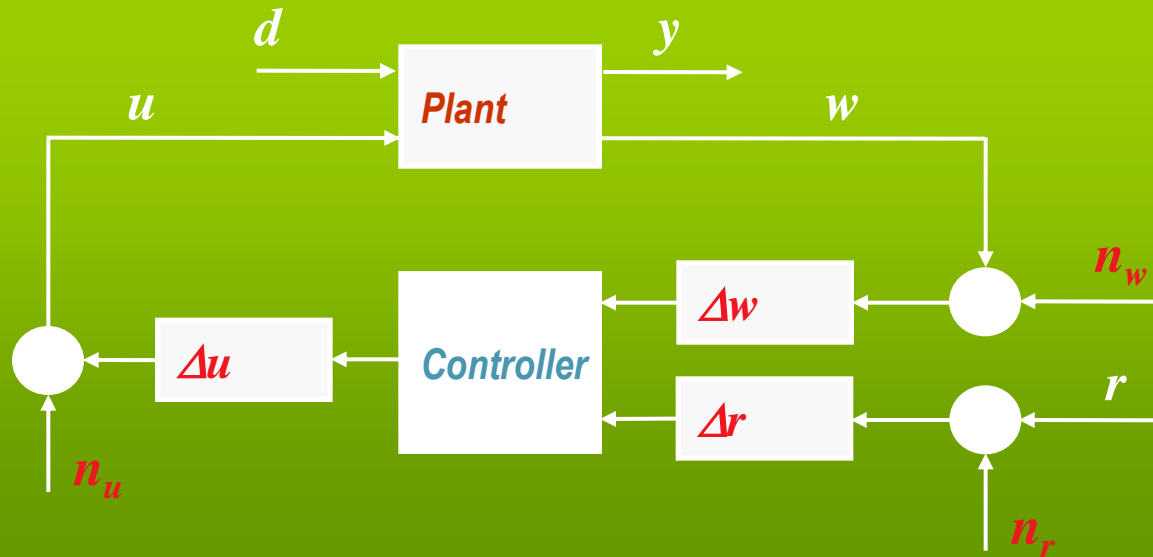 d
y
u
Plant
w
n_w
Δw
Δu
Controller
r
Δr
n_u
n_r